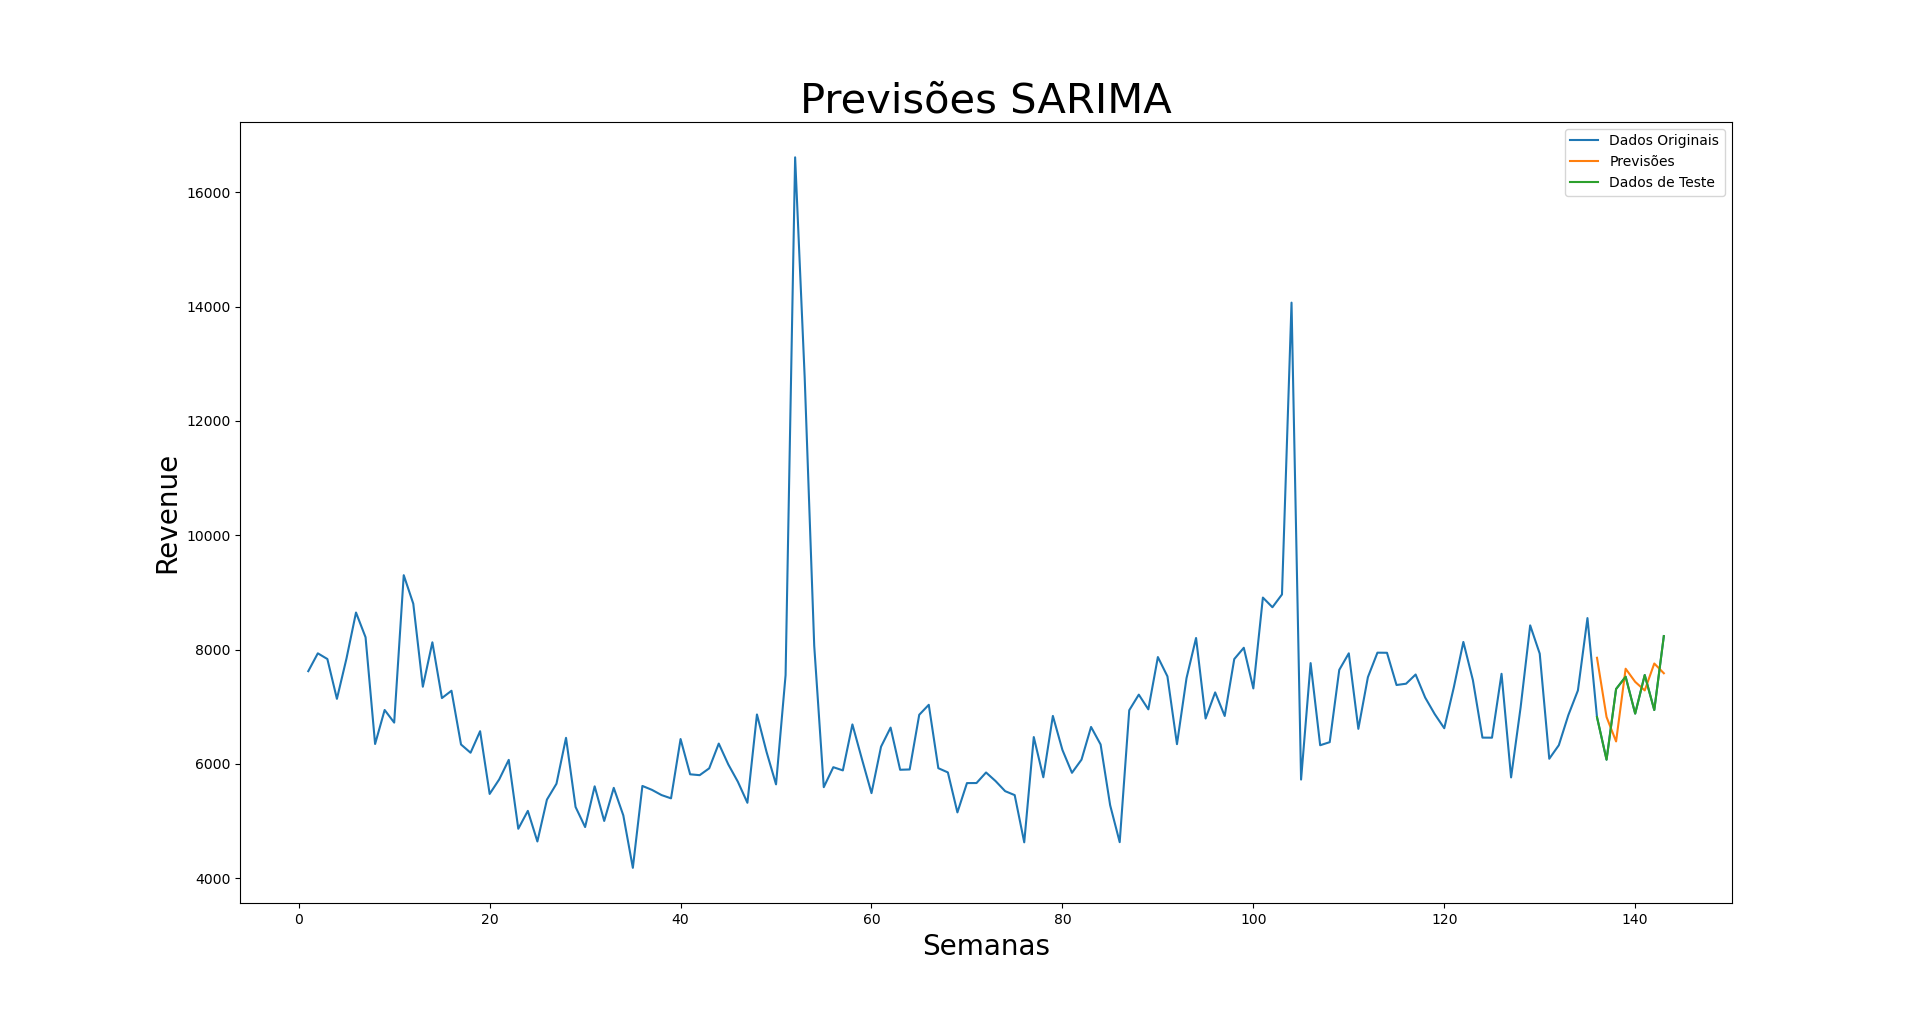 Previsões SARIMA
Dados Originais
Previsões
Dados de Teste
Revenue
16000
14000
12000
10000
8000
6000
4000
0 20 40 60 80 100 120 140
Semanas